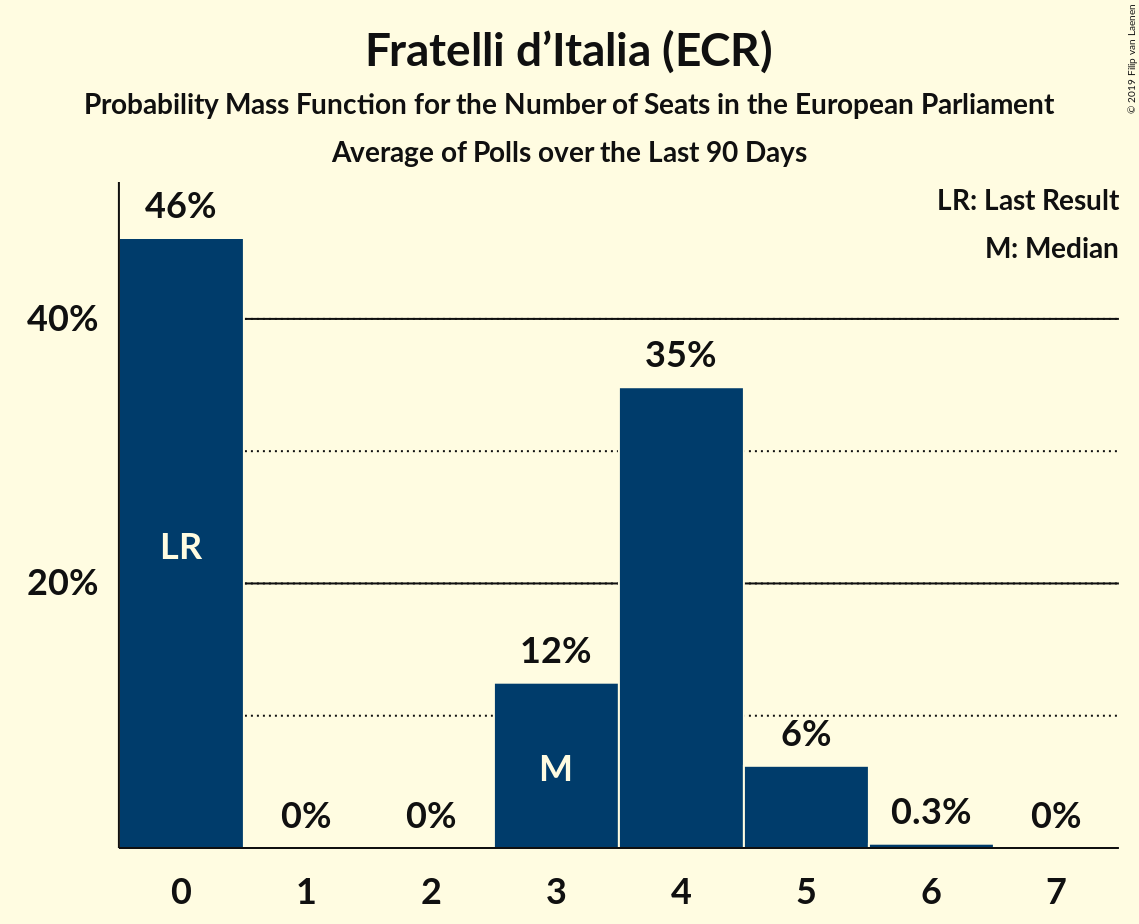 Fratelli d’Italia (ECR)
Probability Mass Function for the Number of Seats in the European Parliament
Average of Polls over the Last 90 Days
© 2019 Filip van Laenen
LR: Last Result
M: Median
46%
40%
35%
LR
20%
12%
M
6%
0% 0% 0.3% 0%
0 1 2 3 4 5 6 7